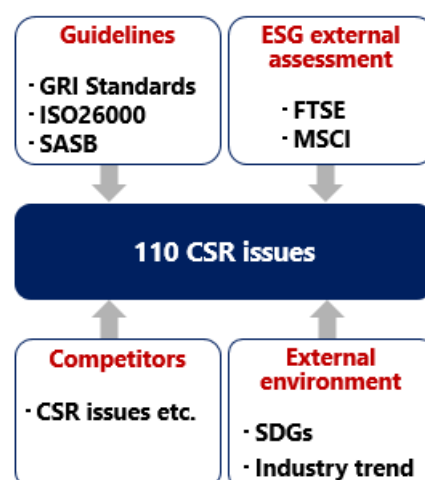 Guidelines
· GRI Standards
· ISO26000
· SASB
ESG external
assessment
· FTSE
· MSCI
110 CSR issues
Competitors
· CSR issues etc.
External
environment
· SDGs
· Industry trend